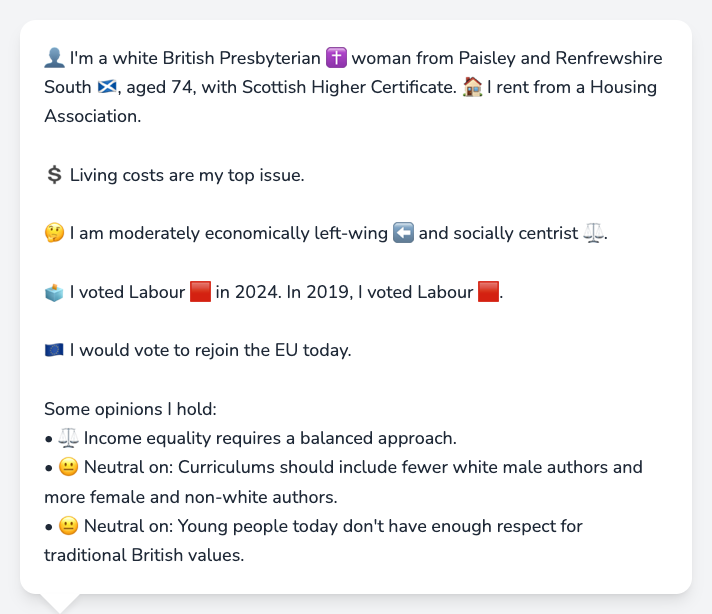 👤 I'm a white British Presbyterian ✝️ woman from Paisley and Renfrewshire
South 🏴󠁧󠁢󠁳󠁣󠁴󠁿, aged 74, with Scottish Higher Certificate. 🏠 I rent from a Housing
Association.
💲 Living costs are my top issue.
🤔 I am moderately economically left-wing ⬅️ and socially centrist ⚖️.
🗳️ I voted Labour 🟥 in 2024. In 2019, I voted Labour 🟥.
🇪🇺 I would vote to rejoin the EU today.
Some opinions I hold:
• ⚖️ Income equality requires a balanced approach.
• 😐 Neutral on: Curriculums should include fewer white male authors and
more female and non-white authors.
• 😐 Neutral on: Young people today don't have enough respect for
traditional British values.